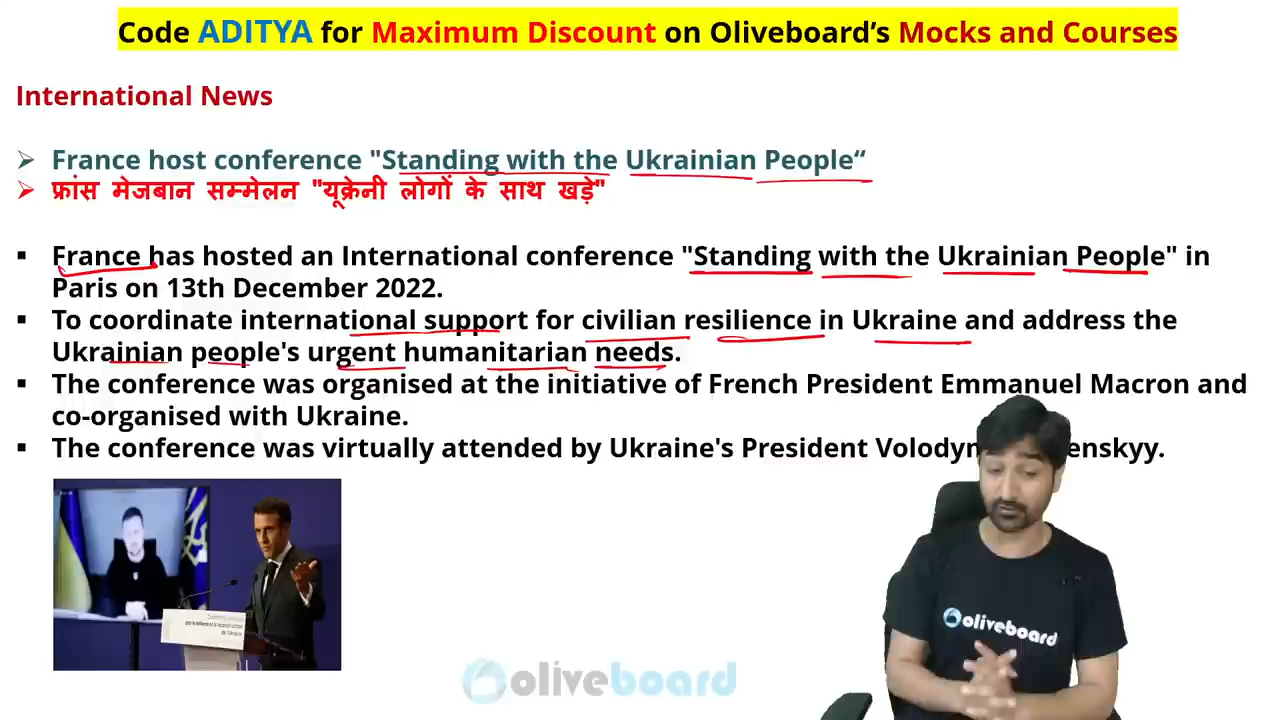 Code ADITYA for Maximum Discount on Oliveboard’s Mocks and Courses
International News
➢ France host conference "Standing with the Ukrainian People“
➢ फ्रांस मेजबान सम्मेलन "यूक्रेनी लोगों के साथ खड़े"
▪ France has hosted an International conference "Standing with the Ukrainian People" in
Paris on 13th December 2022.
▪ To coordinate international support for civilian resilience in Ukraine and address the
Ukrainian people's urgent humanitarian needs.
▪ The conference was organised at the initiative of French President Emmanuel Macron and
co-organised with Ukraine.
▪ The conference was virtually attended by Ukraine's President
oliveboard
oliveboard